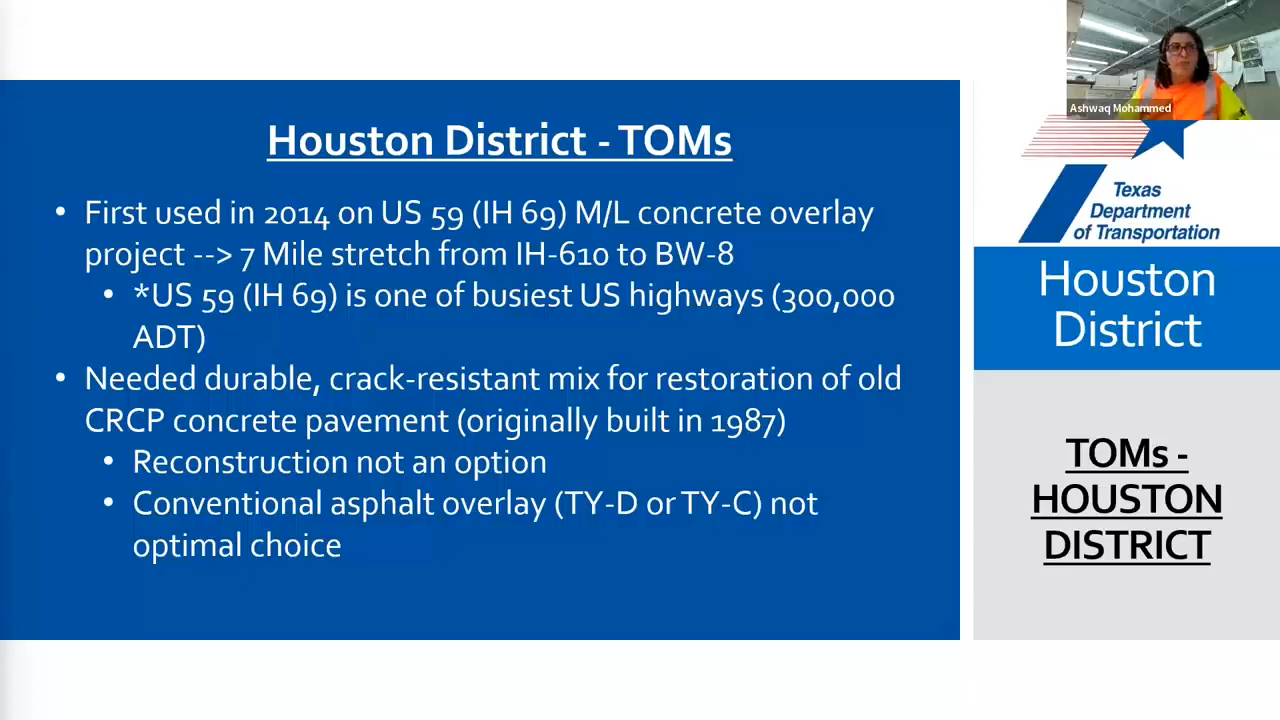 Ashwaq Mohammed
Houston District - TOMs
• First used in 2014 on US 59 (IH 69) M/L concrete overlay
project --> 7 Mile stretch from IH-610 to BW-8
• *US 59 (IH 69) is one of busiest US highways (300,000
ADT)
• Needed durable, crack-resistant mix for restoration of old
CRCP concrete pavement (originally built in 1987)
• Reconstruction not an option
• Conventional asphalt overlay (TY-D or TY-C) not
optimal choice
Texas
Department
of Transportation
Houston
District
TOMs -
HOUSTON
DISTRICT